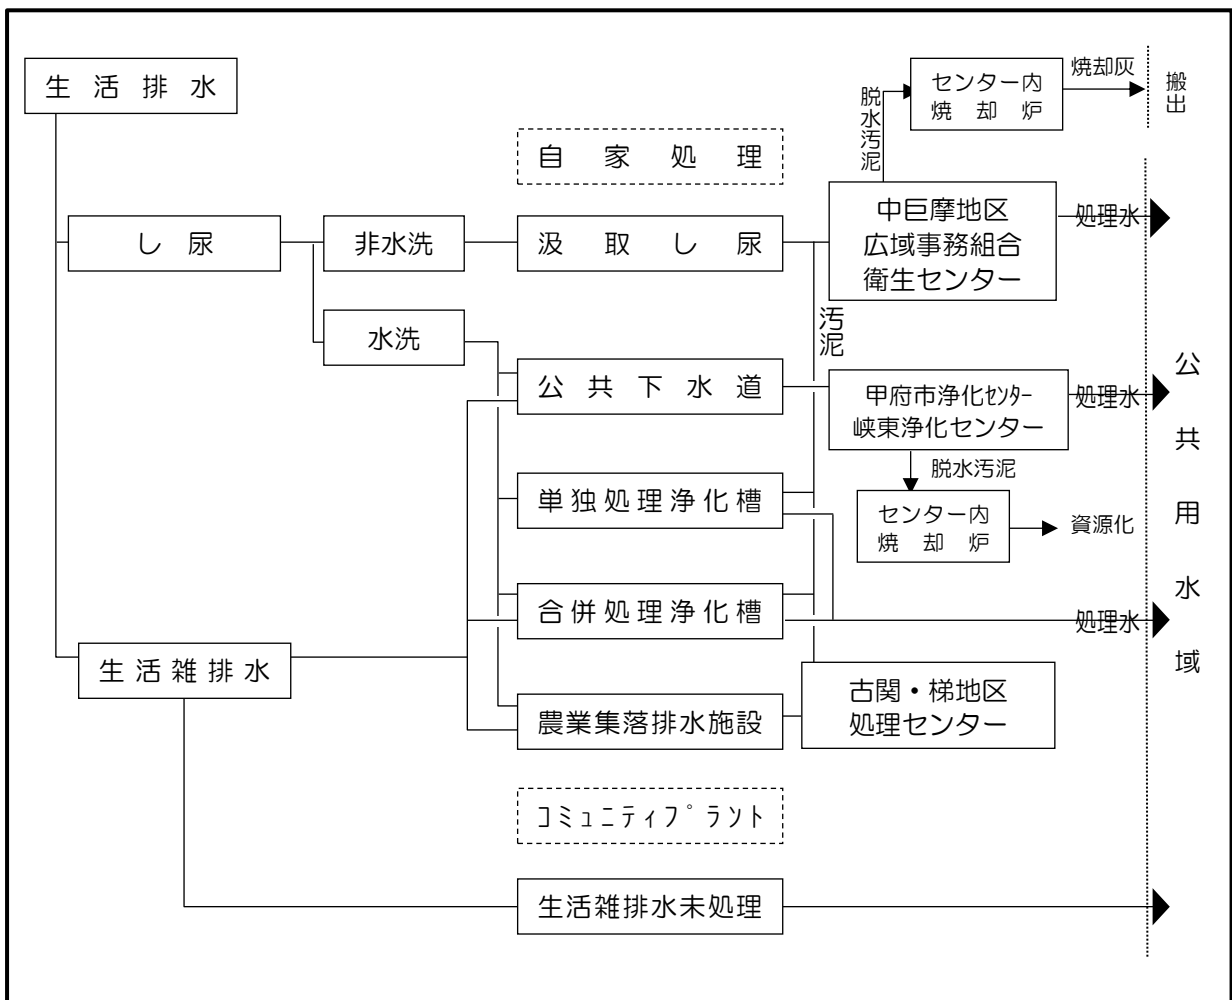 生活排水
自家処理
脱水汚泥
センター内
焼却炉
焼却灰
搬出
し尿
非水洗
汲取し尿
中巨摩地区
広域事務組合
衛生センター
処理水
水洗
汚泥
公共下水道
甲府市浄化ｾﾝﾀｰ
峡東浄化センター
処理水
脱水汚泥
単独処理浄化槽
センター内
焼却炉
資源化
合併処理浄化槽
処理水
生活雑排水
古関・梯地区
処理センター
農業集落排水施設
コミュニティプラント
生活雑排水未処理
公共用水域